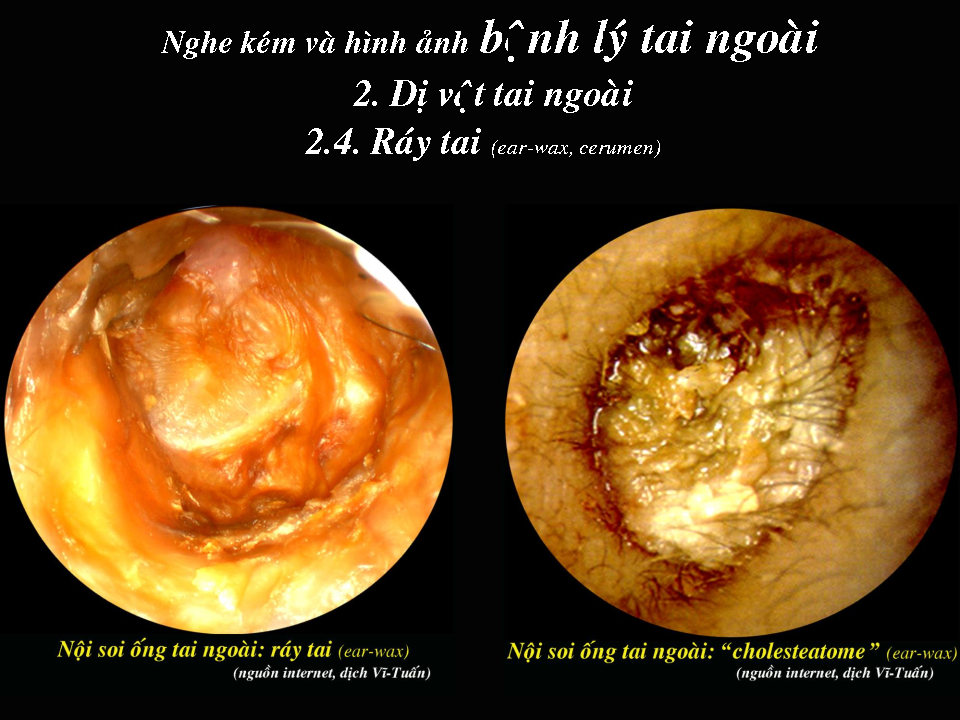 Nghe kém và hình ảnh bệnh lý tai ngoài
2. Dị vật tai ngoài
2.4. Ráy tai (ear-wax, cerumen)
Nội soi ống tai ngoài: ráy tai (ear-wax)
(nguồn internet, dịch Vĩ-Tuấn)
Nội soi ống tai ngoài: “cholesteatome” (ear-wax)
(nguồn internet, dịch Vĩ-Tuấn)